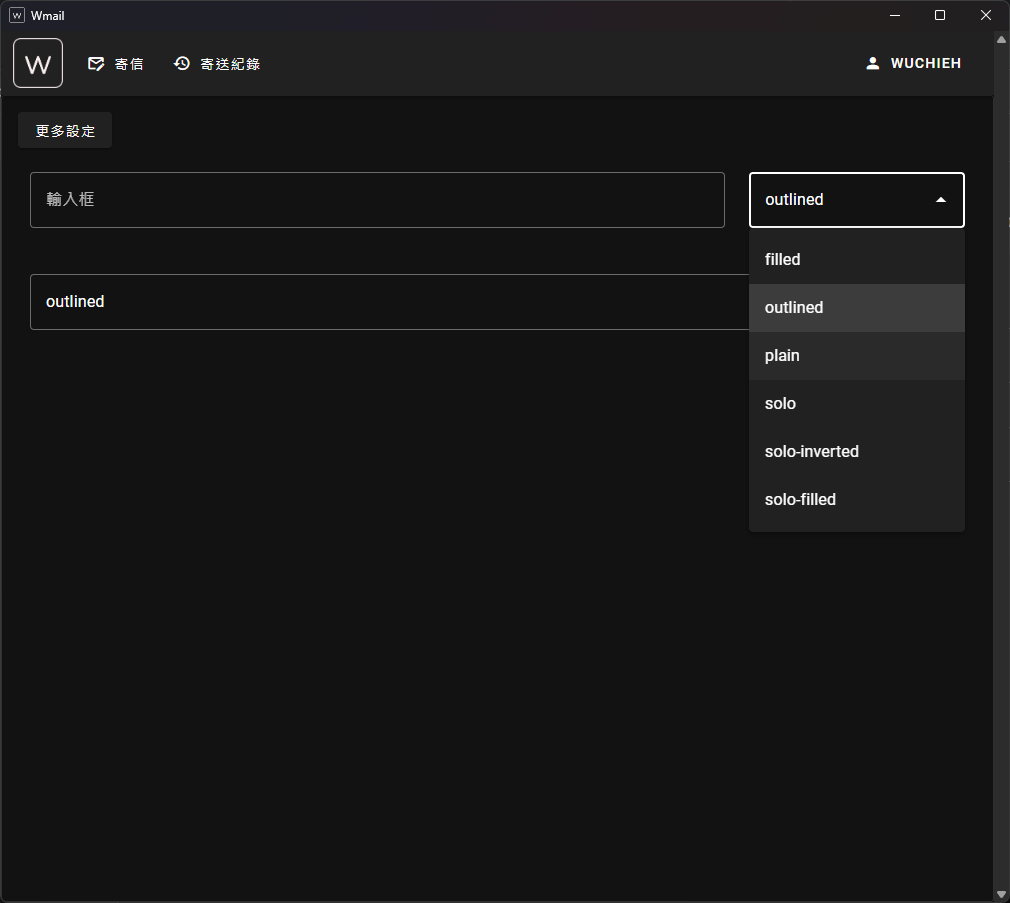 W Wmail
W 寄信 寄送紀錄 WUCHIEH
更多設定
輸入框 outlined
filled
outlined outlined
plain
solo
solo-inverted
solo-filled